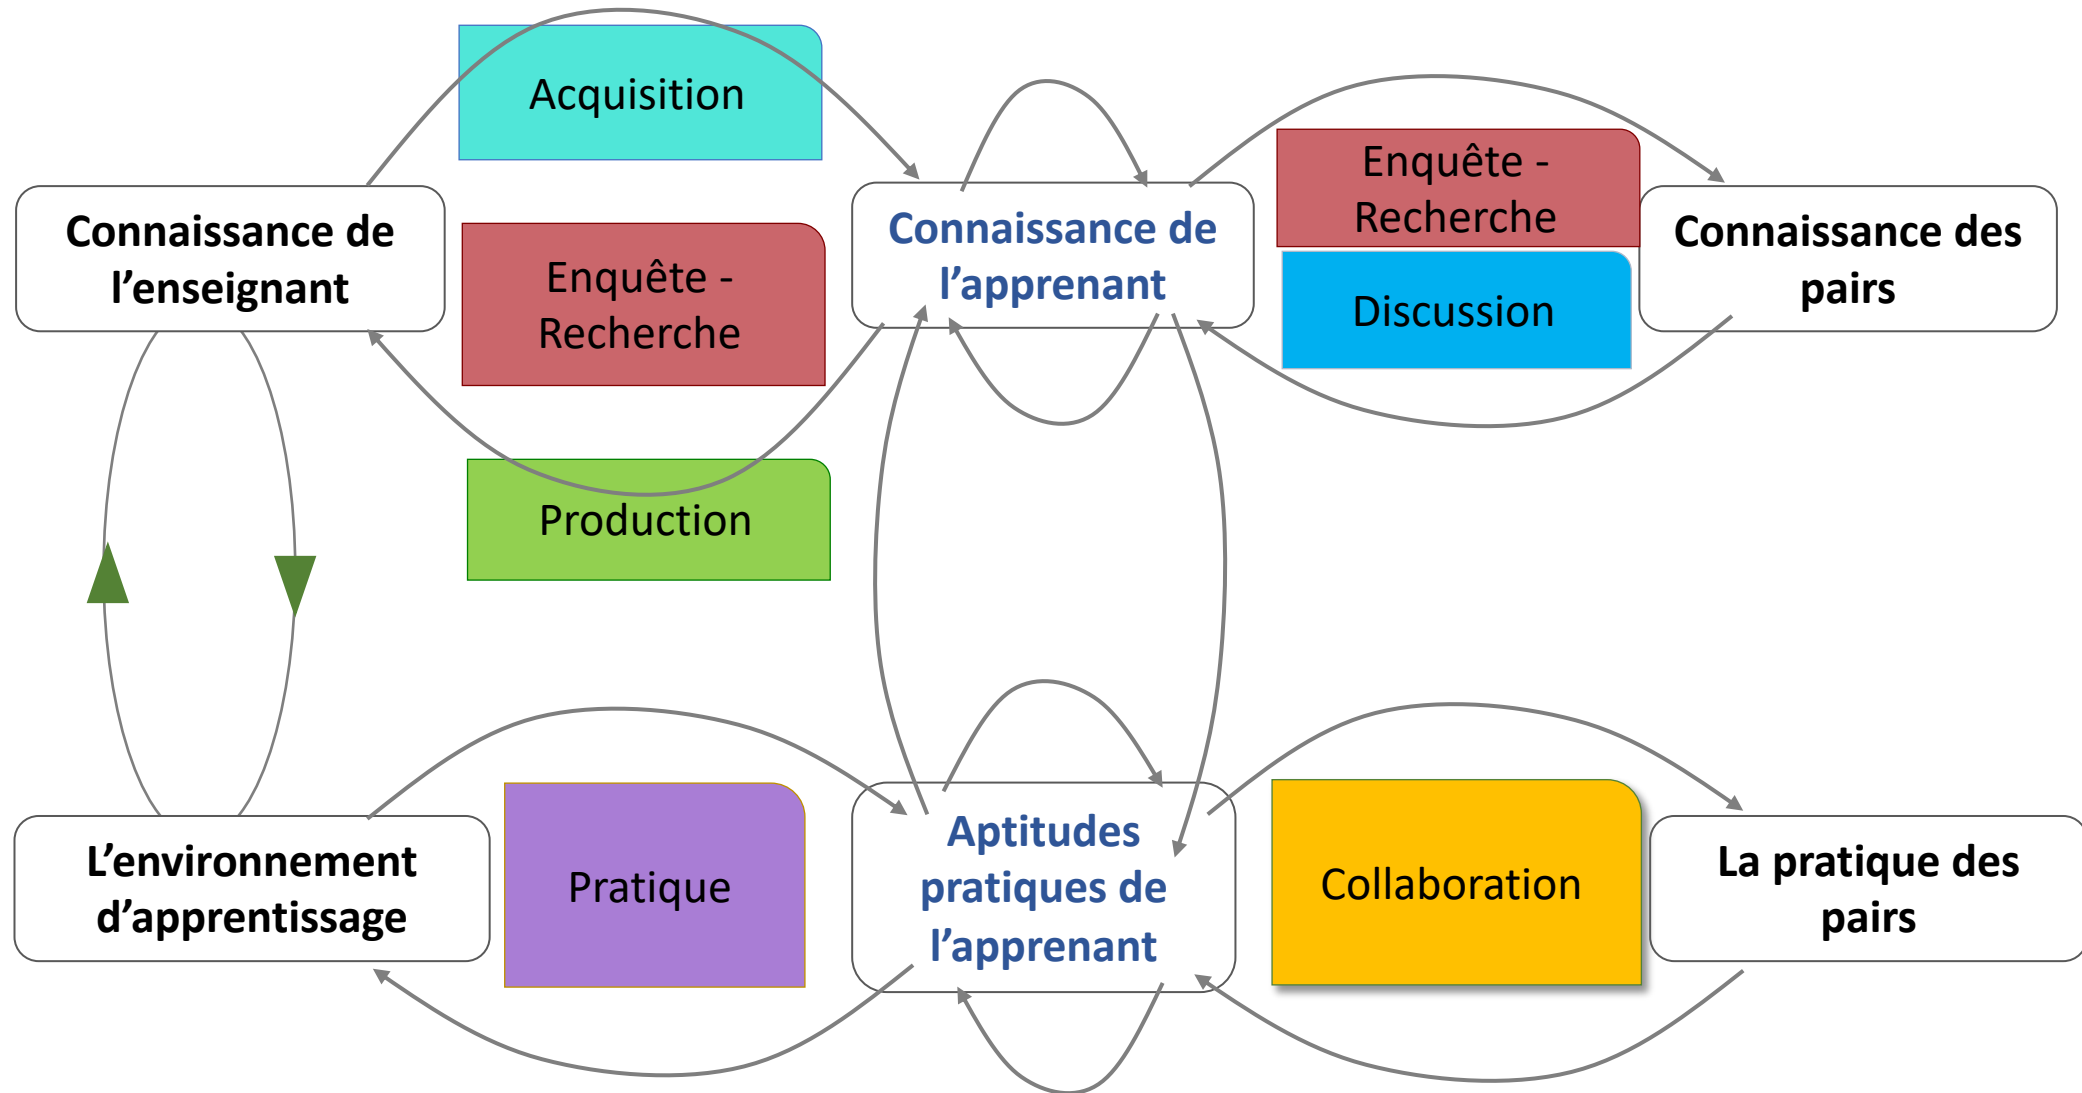 Acquisition
Connaissance de
l’enseignant
Enquête -
Recherche
Production
Connaissance de
l’apprenant
Enquête -
Recherche
Discussion
Connaissance des
pairs
L’environnement
d’apprentissage
Pratique
Aptitudes
pratiques de
l’apprenant
Collaboration
La pratique des
pairs